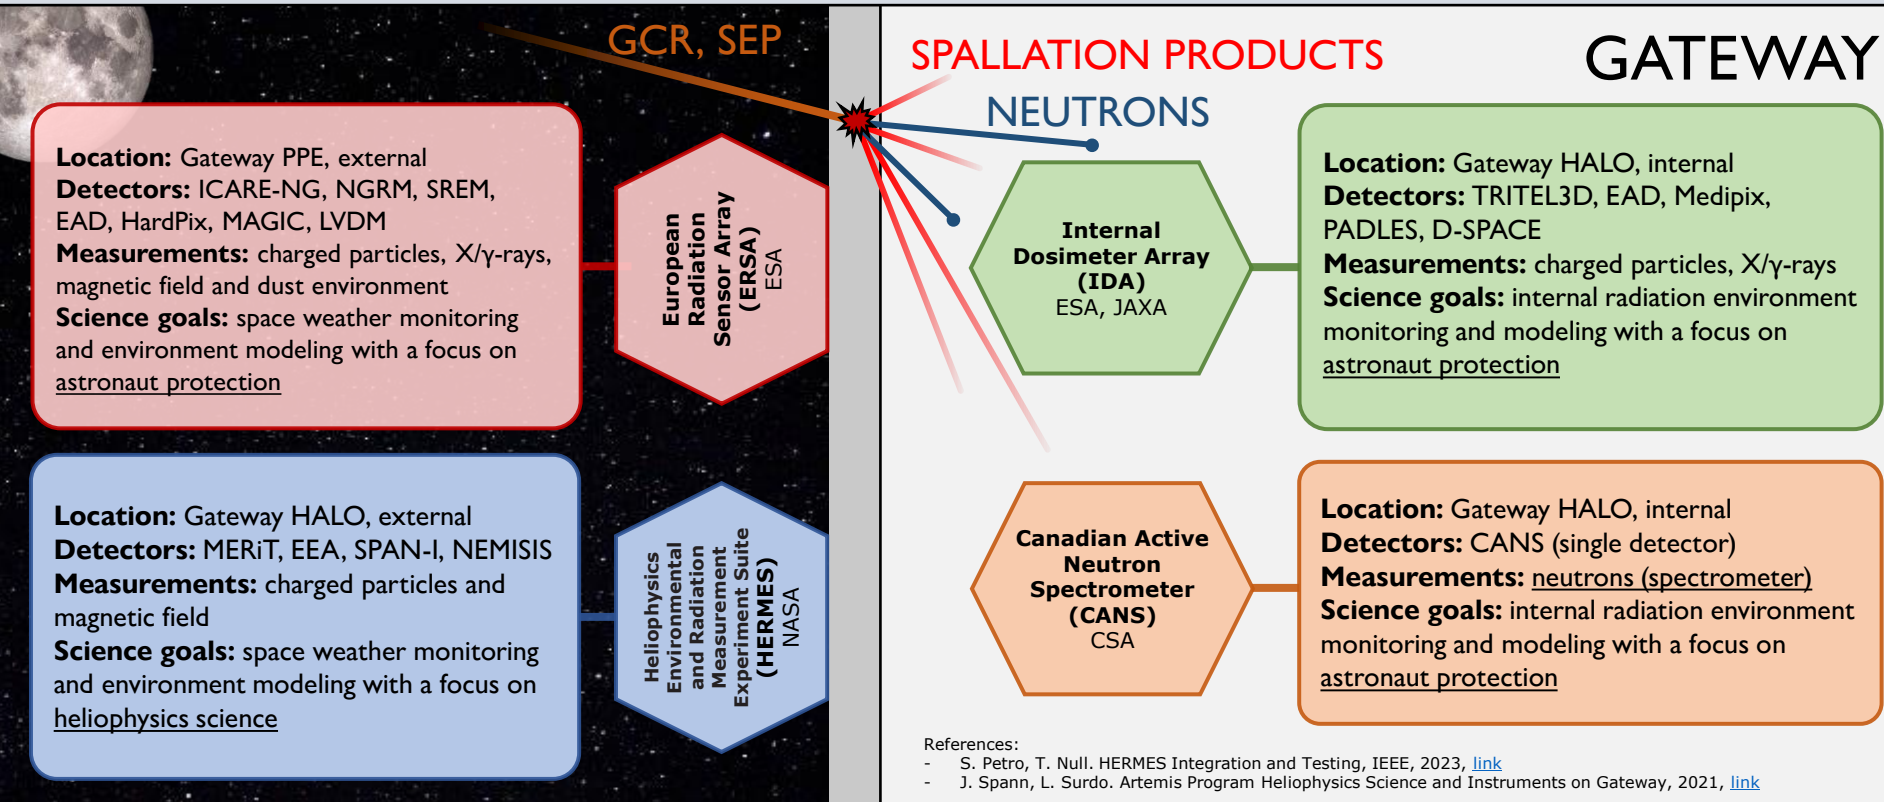 GCR, SEP
Location: Gateway PPE, external
Detectors: ICARE-NG, NGRM, SREM,
EAD, HardPix, MAGIC, LVDM
Measurements: charged particles, X/γ-rays,
magnetic field and dust environment
Science goals: space weather monitoring
and environment modeling with a focus on
astronaut protection
European
Radiation
Sensor Array
(ERSA)
ESA
Location: Gateway HALO, external
Detectors: MERiT, EEA, SPAN-I, NEMISIS
Measurements: charged particles and
magnetic field
Science goals: space weather monitoring
and environment modeling with a focus on
heliophysics science
Heliophysics
Environmental
and Radiation
Measurement
Experiment Suite
(HERMES)
NASA
SPALLATION PRODUCTS
GATEWAY
NEUTRONS
Internal
Dosimeter Array
(IDA)
ESA, JAXA
Location: Gateway HALO, internal
Detectors: TRITEL3D, EAD, Medipix,
PADLES, D-SPACE
Measurements: charged particles, X/γ-rays
Science goals: internal radiation environment
monitoring and modeling with a focus on
astronaut protection
Canadian Active
Neutron
Spectrometer
(CANS)
CSA
Location: Gateway HALO, internal
Detectors: CANS (single detector)
Measurements: neutrons (spectrometer)
Science goals: internal radiation environment
monitoring and modeling with a focus on
astronaut protection
References:
- S. Petro, T. Null. HERMES Integration and Testing, IEEE, 2023, link
- J. Spann, L. Surdo. Artemis Program Heliophysics Science and Instruments on Gateway, 2021, link